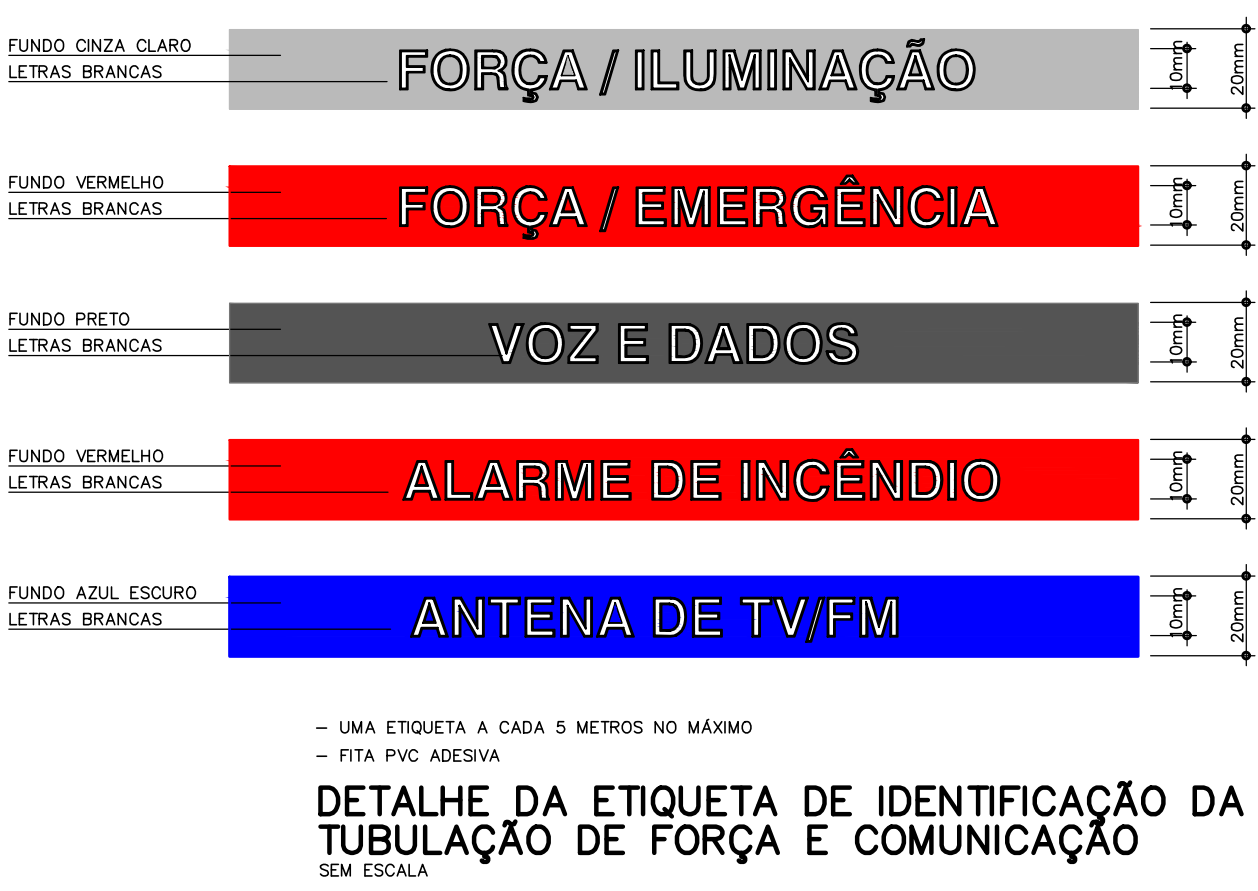 FUNDO CINZA CLARO
LETRAS BRANCAS
FORÇA / ILUMINAÇÃO
10mm
20mm
FUNDO VERMELHO
LETRAS BRANCAS
FORÇA / EMERGÊNCIA
10mm
20mm
FUNDO PRETO
LETRAS BRANCAS
VOZ E DADOS
10mm
20mm
FUNDO VERMELHO
LETRAS BRANCAS
ALARME DE INCÊNDIO
10mm
20mm
FUNDO AZUL ESCURO
LETRAS BRANCAS
ANTENA DE TV/FM
10mm
20mm
– UMA ETIQUETA A CADA 5 METROS NO MÁXIMO
– FITA PVC ADESIVA
DETALHE DA ETIQUETA DE IDENTIFICAÇÃO DA
TUBULAÇÃO DE FORÇA E COMUNICAÇÃO
SEM ESCALA